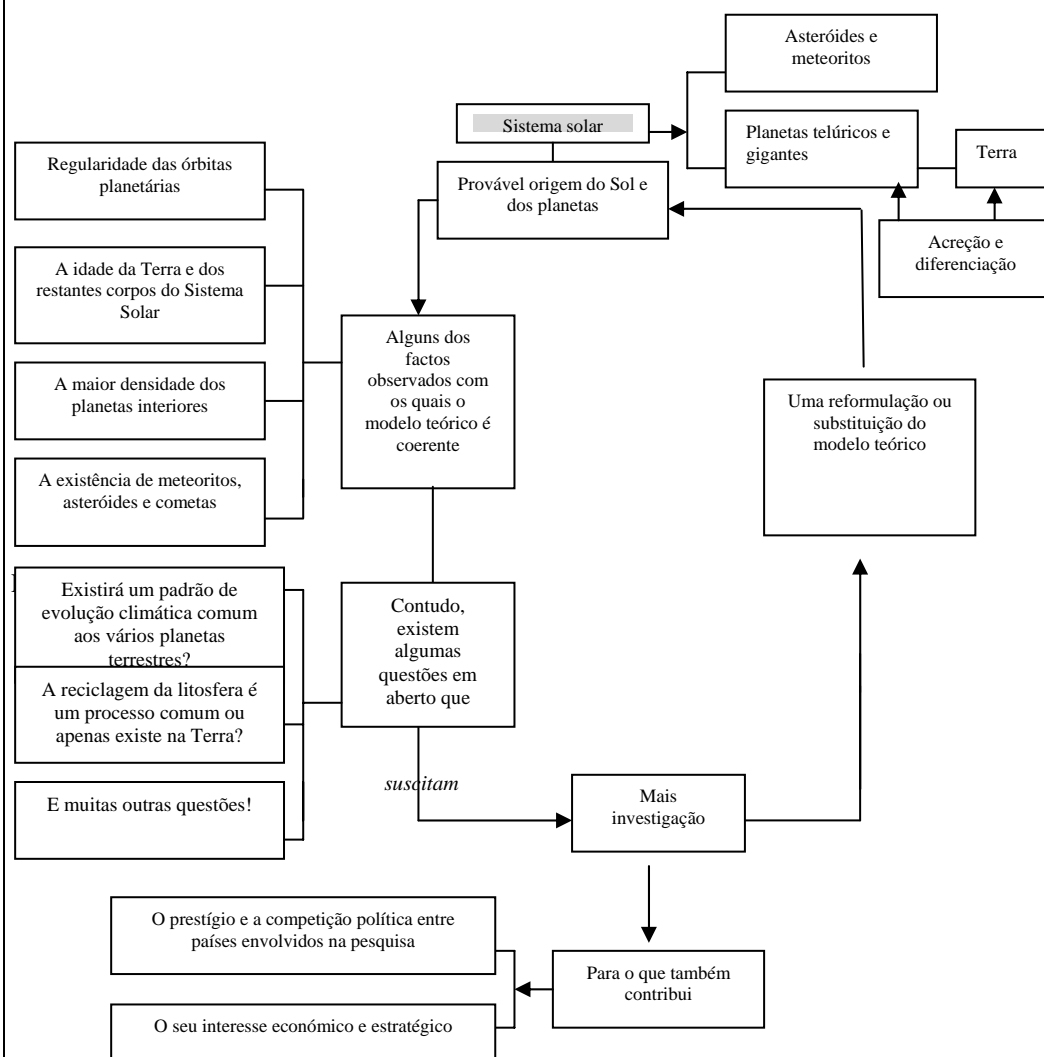 Asteróides e
meteoritos
Sistema solar
Planetas telúricos e
gigantes
Terra
Regularidade das órbitas
planetárias
Provável origem do Sol e
dos planetas
Acreção e
diferenciação
A idade da Terra e dos
restantes corpos do Sistema
Solar
Alguns dos
factos
observados com
os quais o
modelo teórico é
coerente
A maior densidade dos
planetas interiores
Uma reformulação ou
substituição do
modelo teórico
A existência de meteoritos,
asteróides e cometas
Existirá um padrão de
evolução climática comum
aos vários planetas
terrestres?
Contudo,
existem
algumas
questões em
aberto que
A reciclagem da litosfera é
um processo comum ou
apenas existe na Terra?
suscitam
E muitas outras questões!
Mais
investigação
O prestígio e a competição política entre
países envolvidos na pesquisa
Para o que também
contribui
O seu interesse económico e estratégico